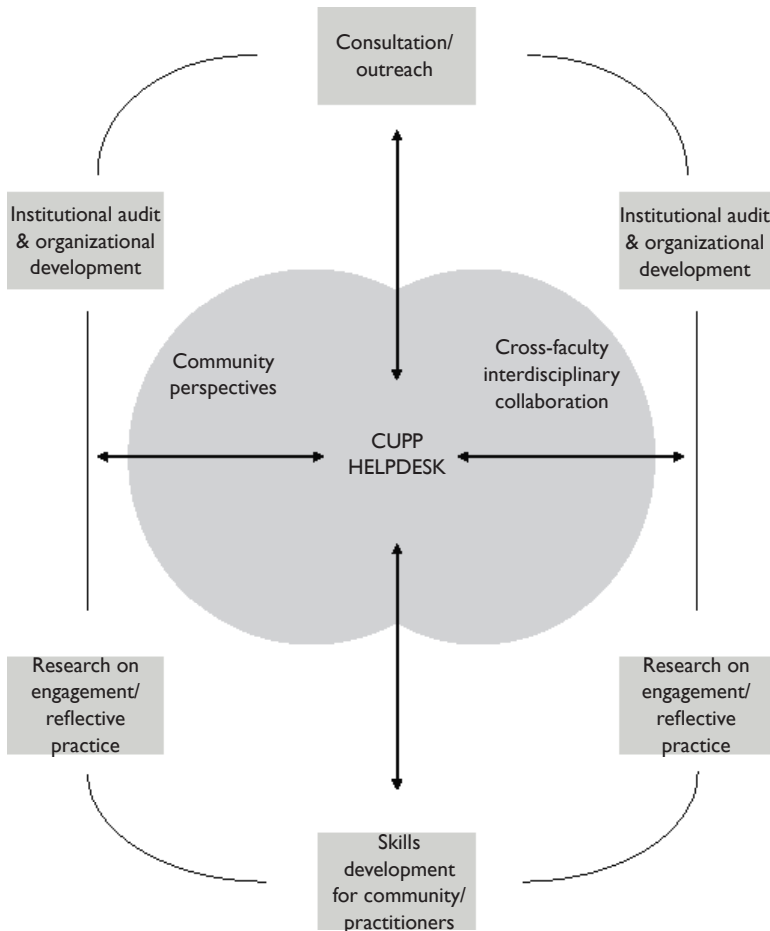 Consultation/
outreach
Institutional audit
& organizational
development
Institutional audit
& organizational
development
Community
perspectives
Cross-faculty
interdisciplinary
collaboration
CUPP
HELPDESK
Research on
engagement/
reflective
practice
Research on
engagement/
reflective
practice
Skills
development
for community/
practitioners